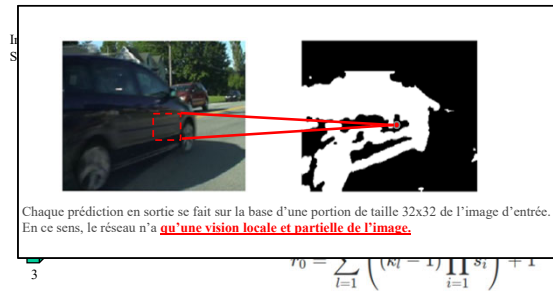 Chaque prédiction en sortie se fait sur la base d'une portion de taille 32x32 de l'image d'entrée.
En ce sens, le réseau n'a qu'une vision locale et partielle de l'image.
3